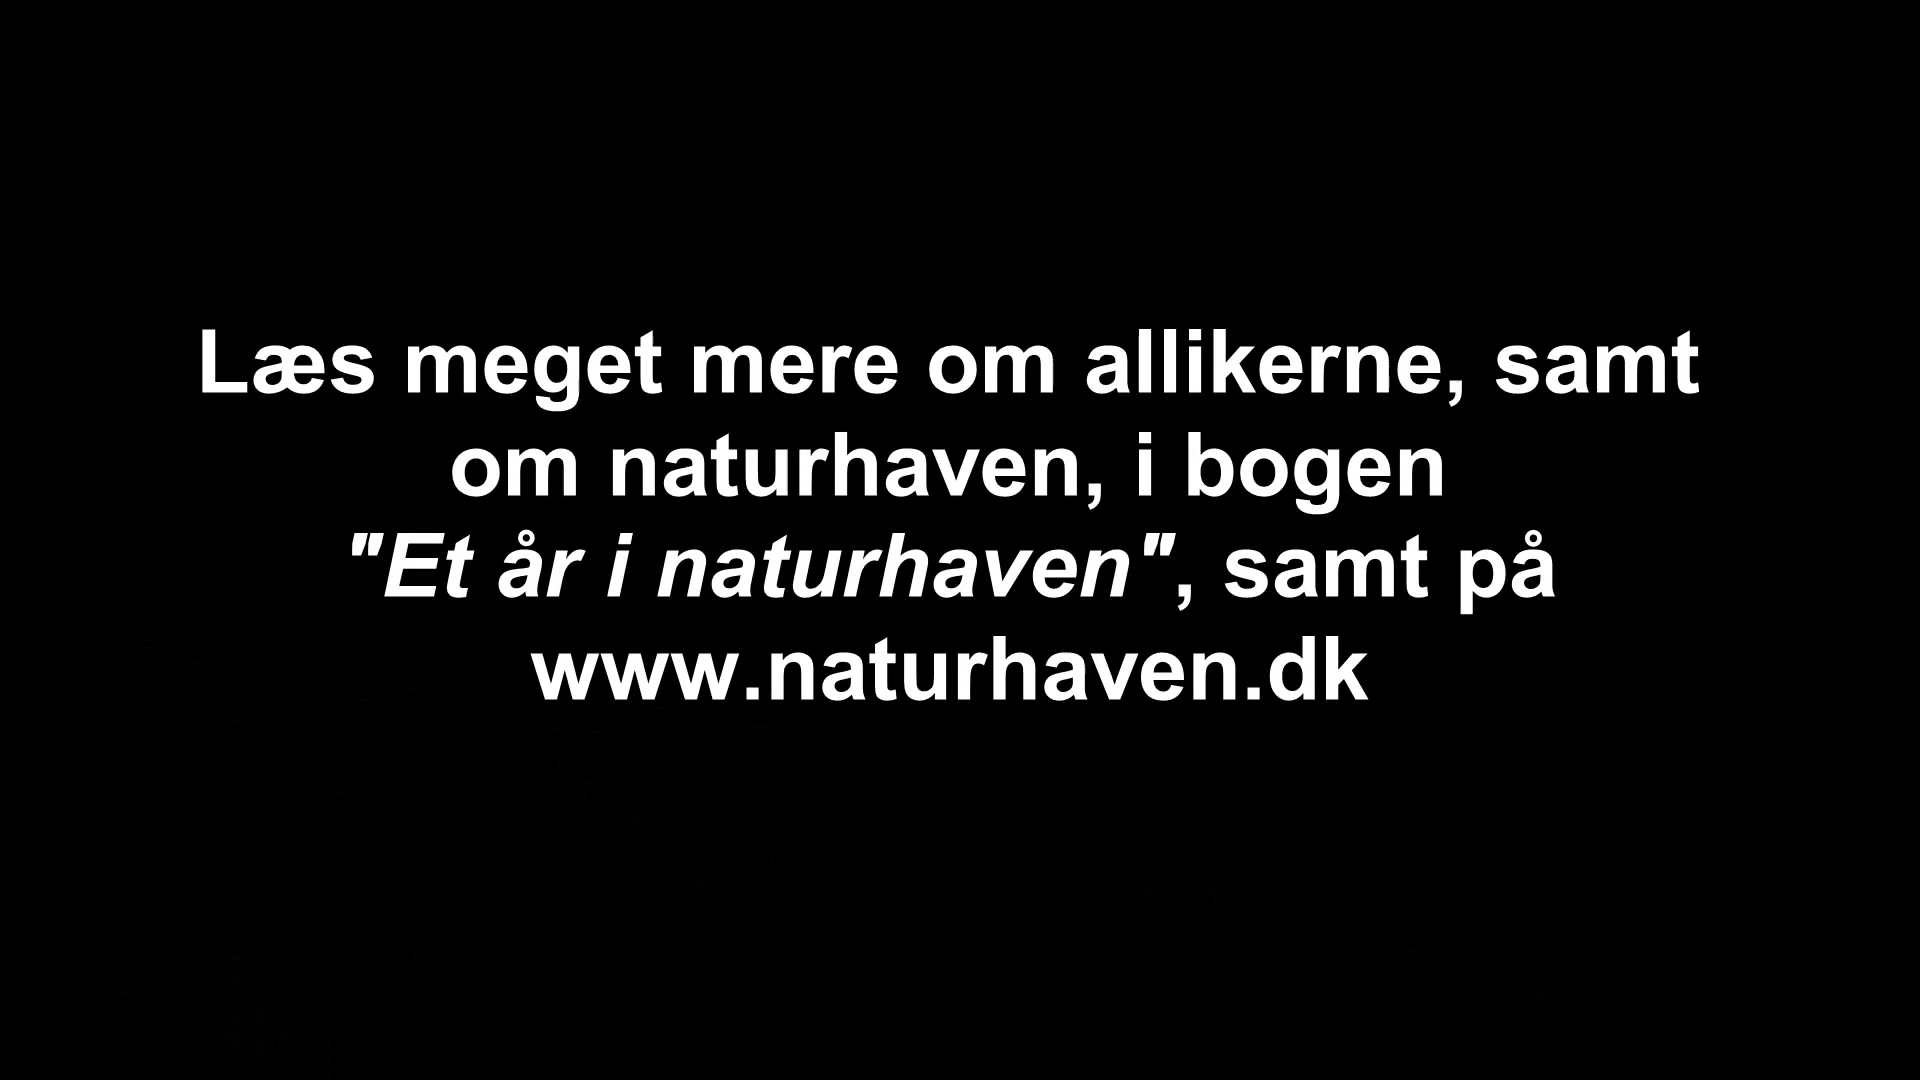 Læs meget mere om allikerne, samt
om naturhaven, i bogen
"Et år i naturhaven", samt på
www.naturhaven.dk